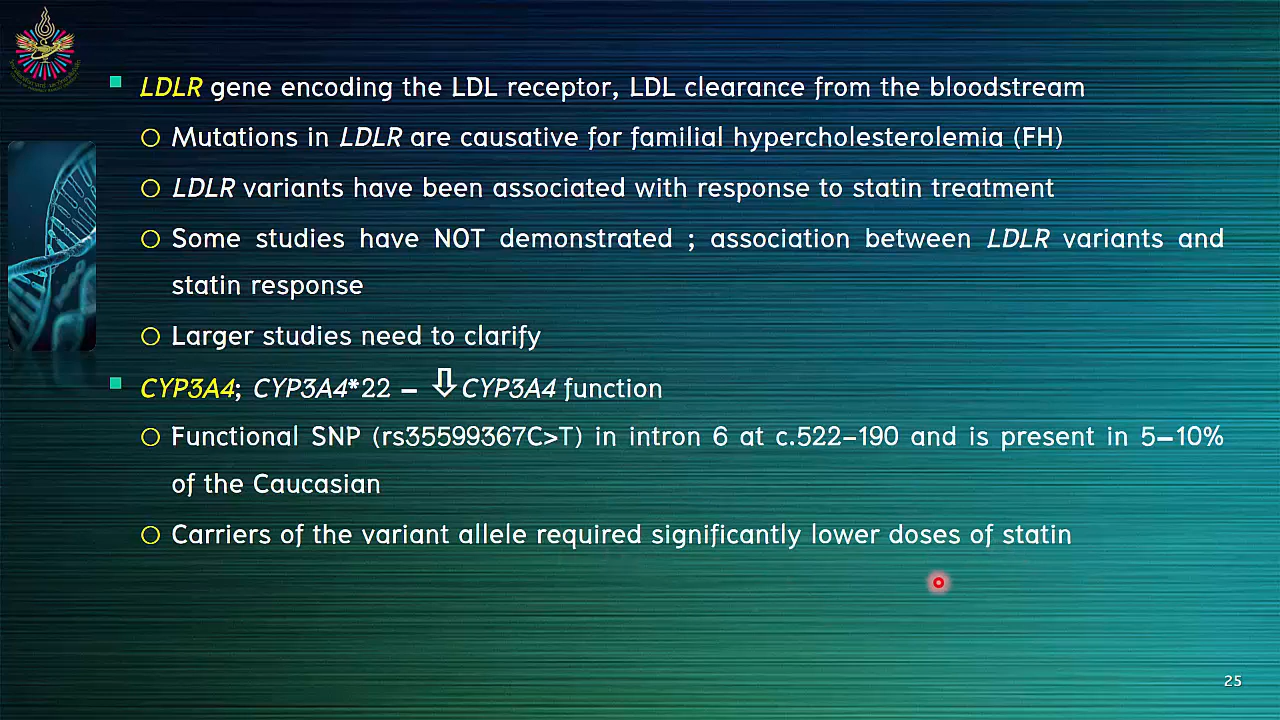 LDLR gene encoding the LDL receptor, LDL clearance from the bloodstream
Mutations in LDLR are causative for familial hypercholesterolemia (FH)
LDLR variants have been associated with response to statin treatment
Some studies have NOT demonstrated ; association between LDLR variants and
statin response
Larger studies need to clarify
CYP3A4; CYP3A4*22 – ⇩CYP3A4 function
Functional SNP (rs35599367C>T) in intron 6 at c.522–190 and is present in 5–10%
of the Caucasian
Carriers of the variant allele required significantly lower doses of statin
25